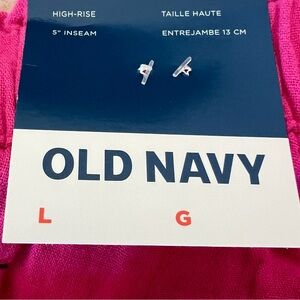 HIGH-RISE TAILLE HAUTE
5" INSEAM ENTREJAMBE 13 CM
OLD NAVY
L G